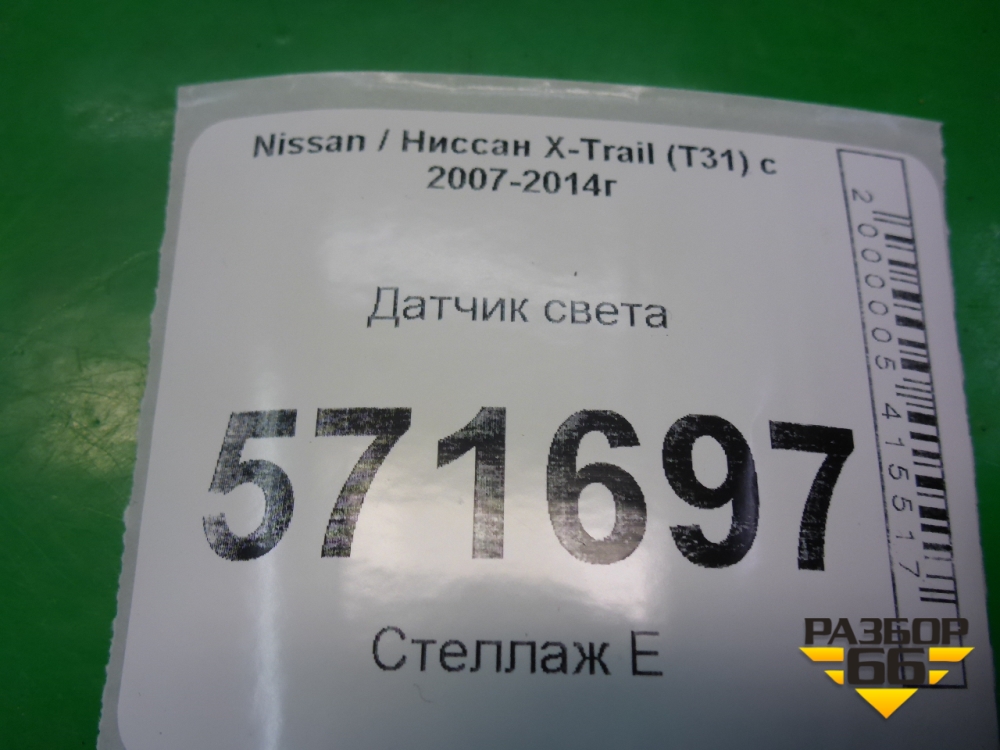 Nissan / Ниссан X-Trail (T31) с
2007-2014г
Датчик света
571697
Стеллаж Е
2000005415517
РАЗБОР
66